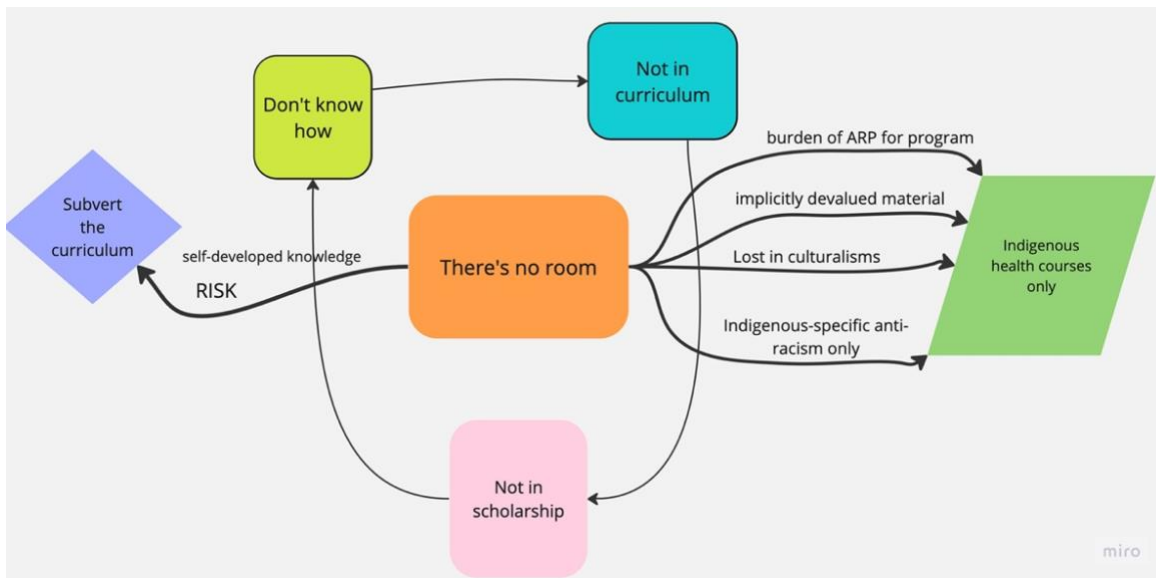 Don't know
how
Not in
curriculum
burden of ARP for program
implicitly devalued material
Subvert
the
curriculum
self-developed knowledge
RISK
There's no room
Lost in culturalisms
Indigenous
health courses
only
Indigenous-specific anti-
racism only
Not in
scholarship
miro